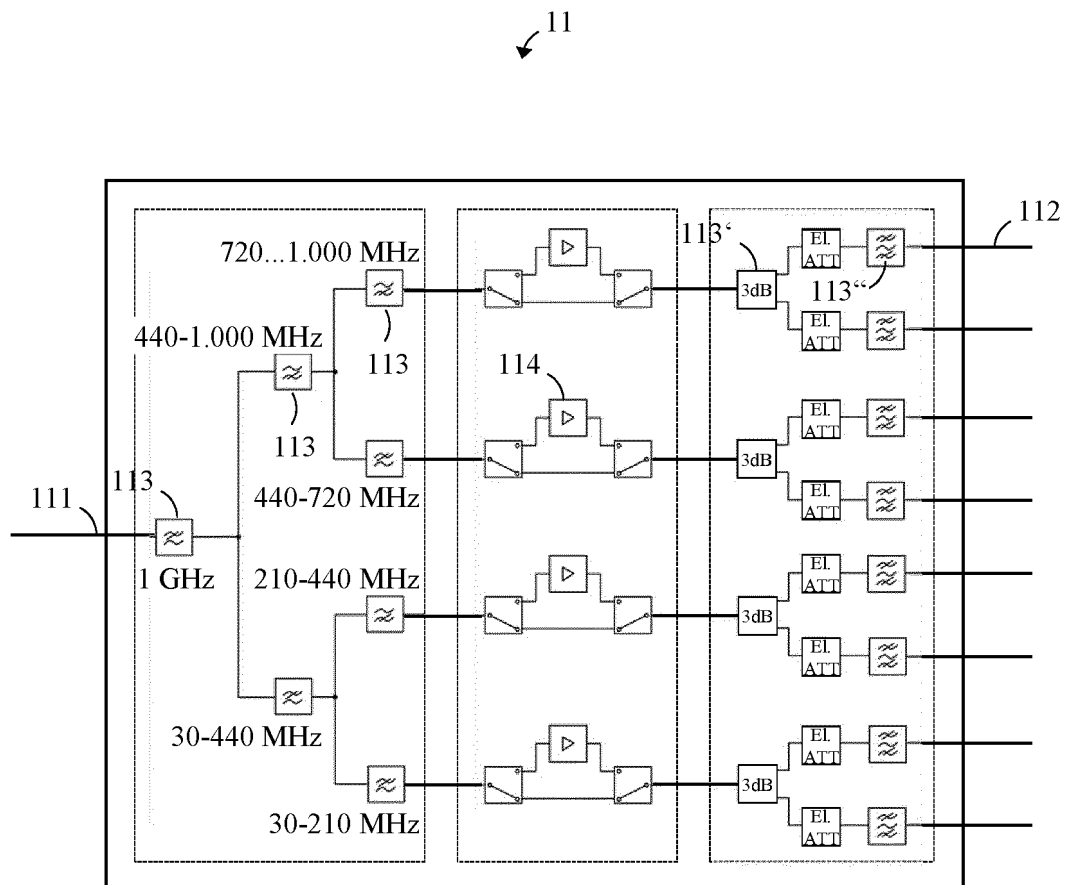 11
112
113‘
El.
ATT
720...1.000 MHz
3dB
113“
El.
ATT
440-1.000 MHz
113
114
El.
ATT
113
3dB
113
440-720 MHz
El.
ATT
111
1 GHz
210-440 MHz
El.
ATT
3dB
El.
ATT
30-440 MHz
El.
ATT
3dB
30-210 MHz
El.
ATT